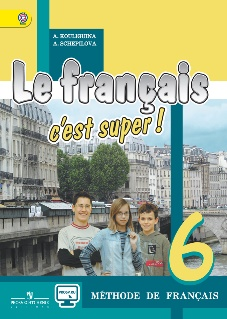 A. KOULIGUINA
A. SCHEPILOVA
Le français
c'est super !
6
MÉTHODE DE FRANÇAIS